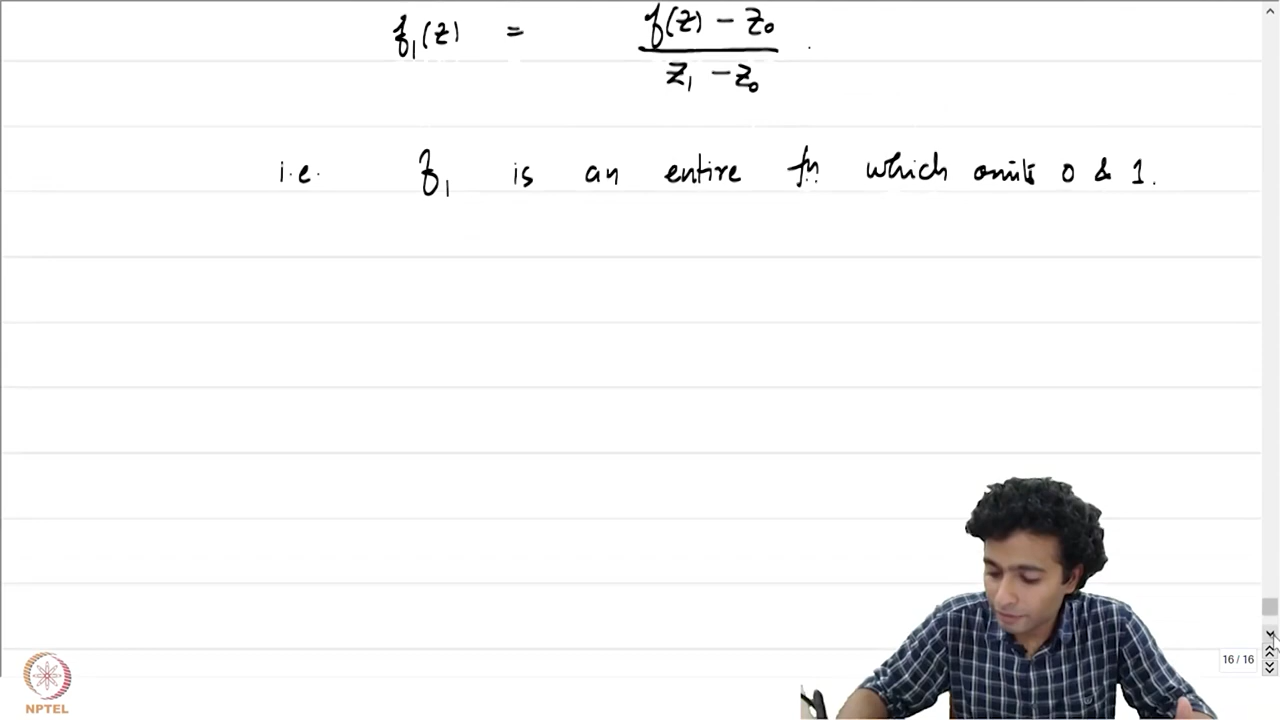 f₁(z) = f(z) - z₀ / z₁ - z₀ .
i.e. f₁ is an entire fn. which omits 0 & 1.
16 / 16
NPTEL